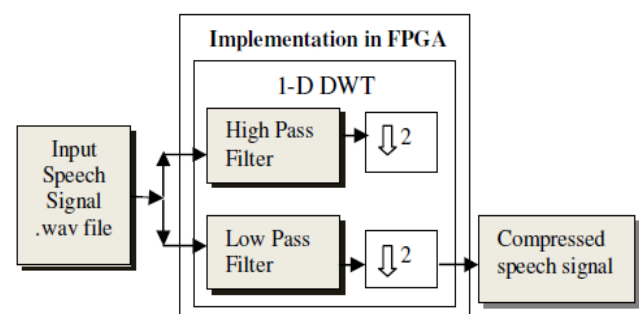 Implementation in FPGA
1-D DWT
Input
Speech
Signal
.wav file
High Pass
Filter
⇩2
Low Pass
Filter
⇩2
Compressed
speech signal